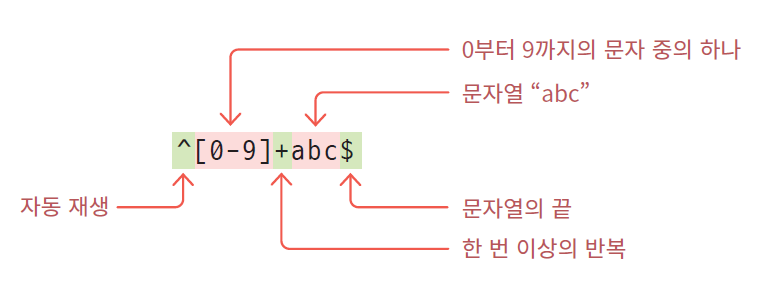 0부터 9까지의 문자 중의 하나
문자열 “abc”
^[0-9]+abc$
자동 재생
문자열의 끝
한 번 이상의 반복